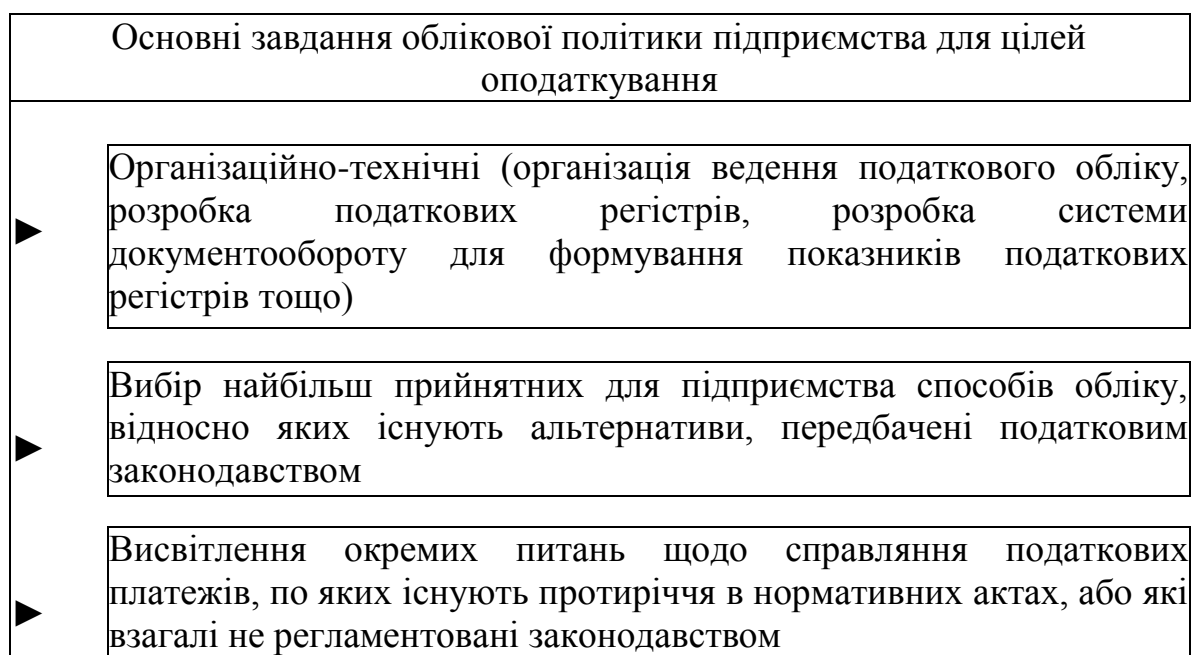 Основні завдання облікової політики підприємства для цілей
оподаткування
Організаційно-технічні (організація ведення податкового обліку,
розробка податкових регістрів, розробка системи
документообороту для формування показників податкових
регістрів тощо)
Вибір найбільш прийнятних для підприємства способів обліку,
відносно яких існують альтернативи, передбачені податковим
законодавством
Висвітлення окремих питань щодо справляння податкових
платежів, по яких існують протиріччя в нормативних актах, або які
взагалі не регламентовані законодавством